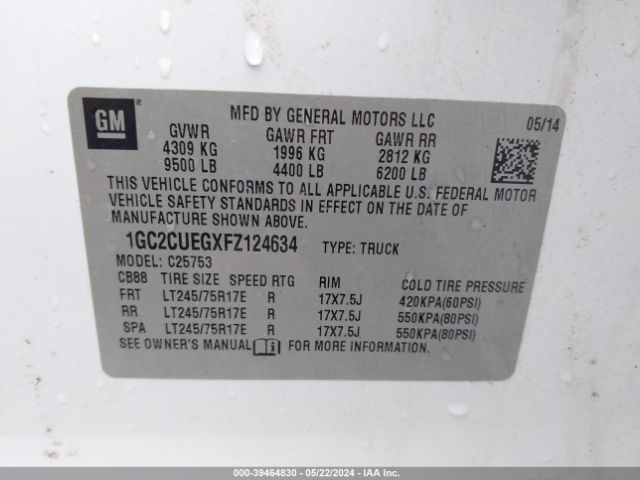 GM
MFD BY GENERAL MOTORS LLC
05/14
GVWR GAWR FRT GAWR RR
4309 KG 1996 KG 2812 KG
9500 LB 4400 LB 6200 LB
THIS VEHICLE CONFORMS TO ALL APPLICABLE U.S. FEDERAL MOTOR
VEHICLE SAFETY STANDARDS IN EFFECT ON THE DATE OF
MANUFACTURE SHOWN ABOVE.
1GC2CUEGXFZ124634 TYPE: TRUCK
MODEL: C25753
CB88 TIRE SIZE SPEED RTG RIM COLD TIRE PRESSURE
FRT LT245/75R17E R 17X7.5J 420KPA(60PSI)
RR LT245/75R17E R 17X7.5J 550KPA(80PSI)
SPA LT245/75R17E R 17X7.5J 550KPA(80PSI)
SEE OWNER'S MANUAL FOR MORE INFORMATION.
000-39464830 - 05/22/2024 - IAA Inc.